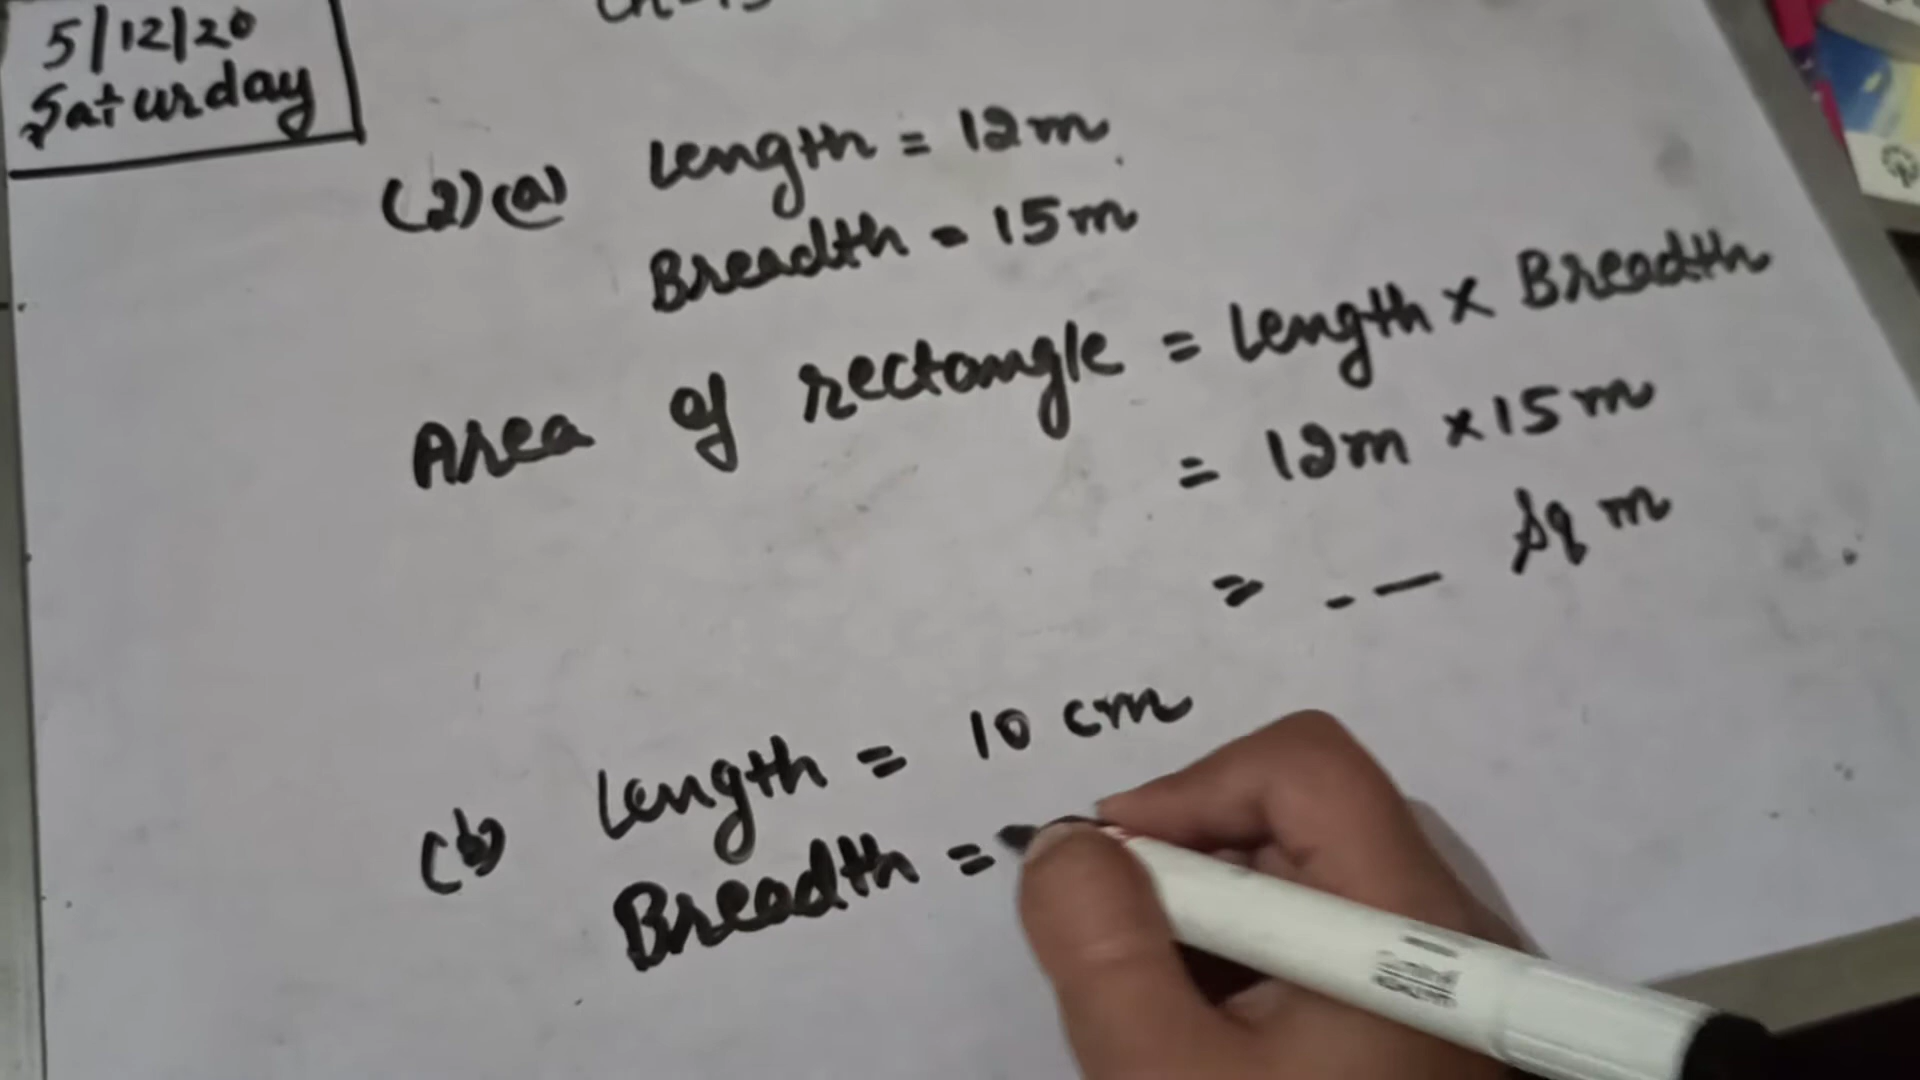 5/12/20
Saturday
(2)(a) Length = 12m
Breadth = 15m
Area of rectangle = Length × Breadth
= 12m × 15m
= -— Sq m
(b) Length = 10 cm
Breadth =